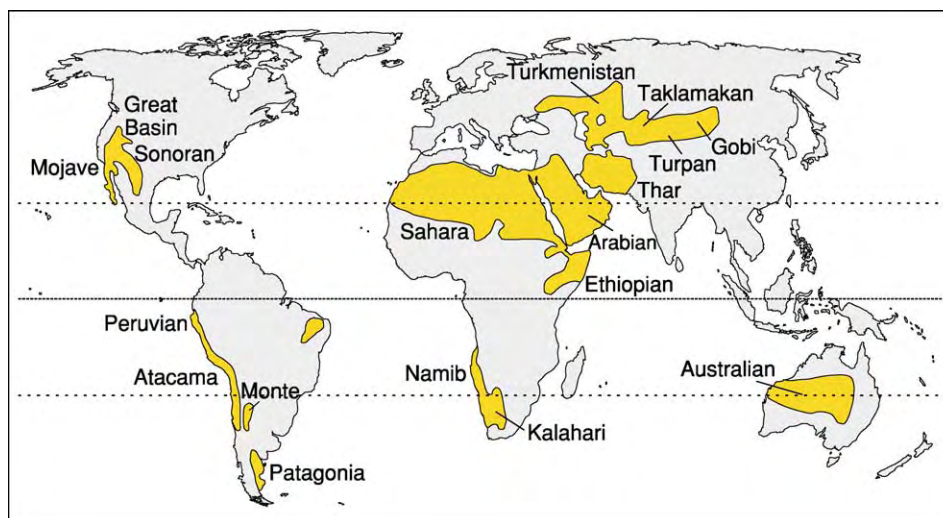 Turkmenistan
Taklamakan
Great
Basin
Sonoran
Gobi
Mojave
Turpan
Thar
Sahara
Arabian
Ethiopian
Peruvian
Atacama
Monte
Namib
Australian
Kalahari
Patagonia